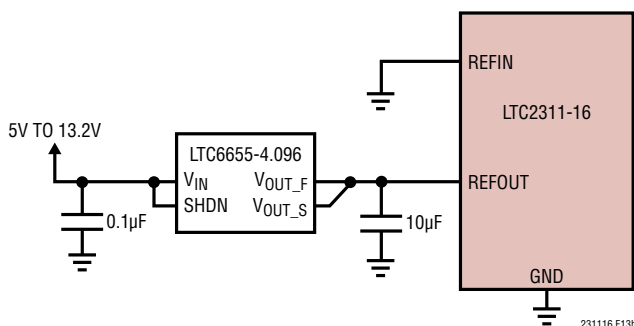 REFIN
LTC2311-16
5V TO 13.2V
LTC6655-4.096
VIN
VOUT_F
REFOUT
SHDN
VOUT_S
0.1µF
10µF
GND
231116 F13b